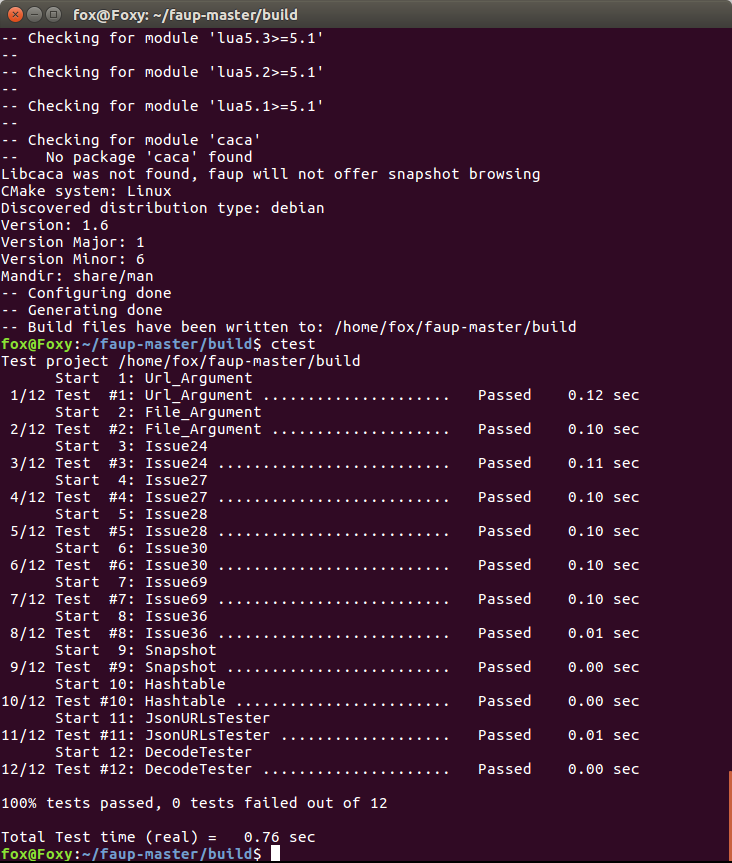 fox@Foxy: ~/faup-master/build
-- Checking for module 'lua5.3>=5.1'
--
-- Checking for module 'lua5.2>=5.1'
--
-- Checking for module 'lua5.1>=5.1'
--
-- Checking for module 'caca'
--   No package 'caca' found
Libcaca was not found, faup will not offer snapshot browsing
CMake system: Linux
Discovered distribution type: debian
Version: 1.6
Version Major: 1
Version Minor: 6
Mandir: share/man
-- Configuring done
-- Generating done
-- Build files have been written to: /home/fox/faup-master/build
fox@Foxy:~/faup-master/build$ ctest
Test project /home/fox/faup-master/build
      Start  1: Url_Argument
 1/12 Test  #1: Url_Argument .....................   Passed    0.12 sec
      Start  2: File_Argument
 2/12 Test  #2: File_Argument ....................   Passed    0.10 sec
      Start  3: Issue24
 3/12 Test  #3: Issue24 ..........................   Passed    0.11 sec
      Start  4: Issue27
 4/12 Test  #4: Issue27 ..........................   Passed    0.10 sec
      Start  5: Issue28
 5/12 Test  #5: Issue28 ..........................   Passed    0.10 sec
      Start  6: Issue30
 6/12 Test  #6: Issue30 ..........................   Passed    0.10 sec
      Start  7: Issue69
 7/12 Test  #7: Issue69 ..........................   Passed    0.10 sec
      Start  8: Issue36
 8/12 Test  #8: Issue36 ..........................   Passed    0.01 sec
      Start  9: Snapshot
 9/12 Test  #9: Snapshot .........................   Passed    0.00 sec
      Start 10: Hashtable
10/12 Test #10: Hashtable ........................   Passed    0.00 sec
      Start 11: JsonURLsTester
11/12 Test #11: JsonURLsTester ...................   Passed    0.01 sec
      Start 12: DecodeTester
12/12 Test #12: DecodeTester .....................   Passed    0.00 sec

100% tests passed, 0 tests failed out of 12

Total Test time (real) =   0.76 sec
fox@Foxy:~/faup-master/build$